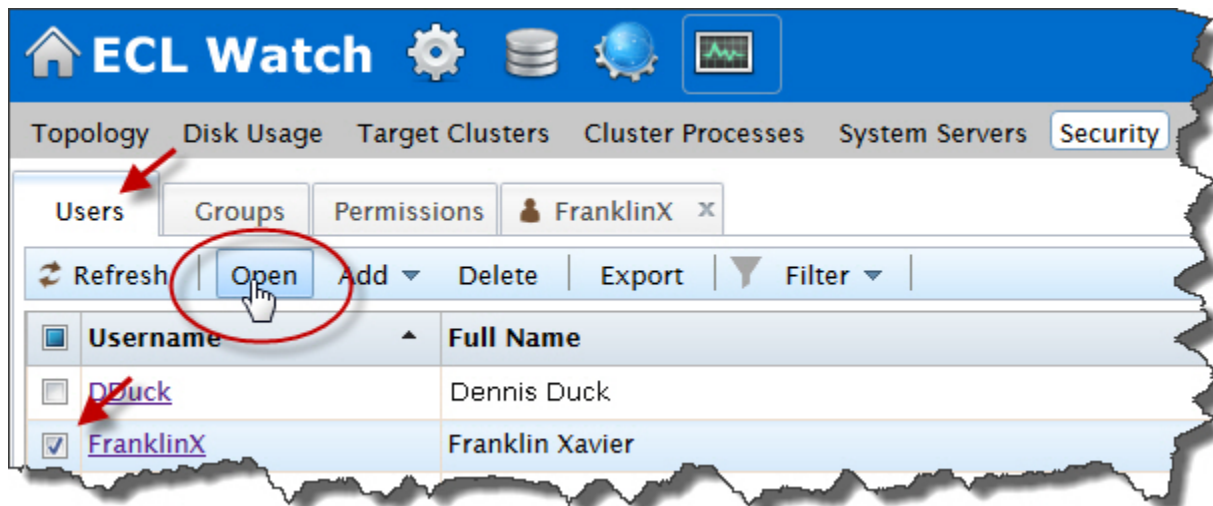 ECL Watch
Topology Disk Usage Target Clusters Cluster Processes System Servers Security
Users Groups Permissions FranklinX x
Refresh Open Add Delete Export Filter
Username Full Name
DDuck Dennis Duck
FranklinX Franklin Xavier